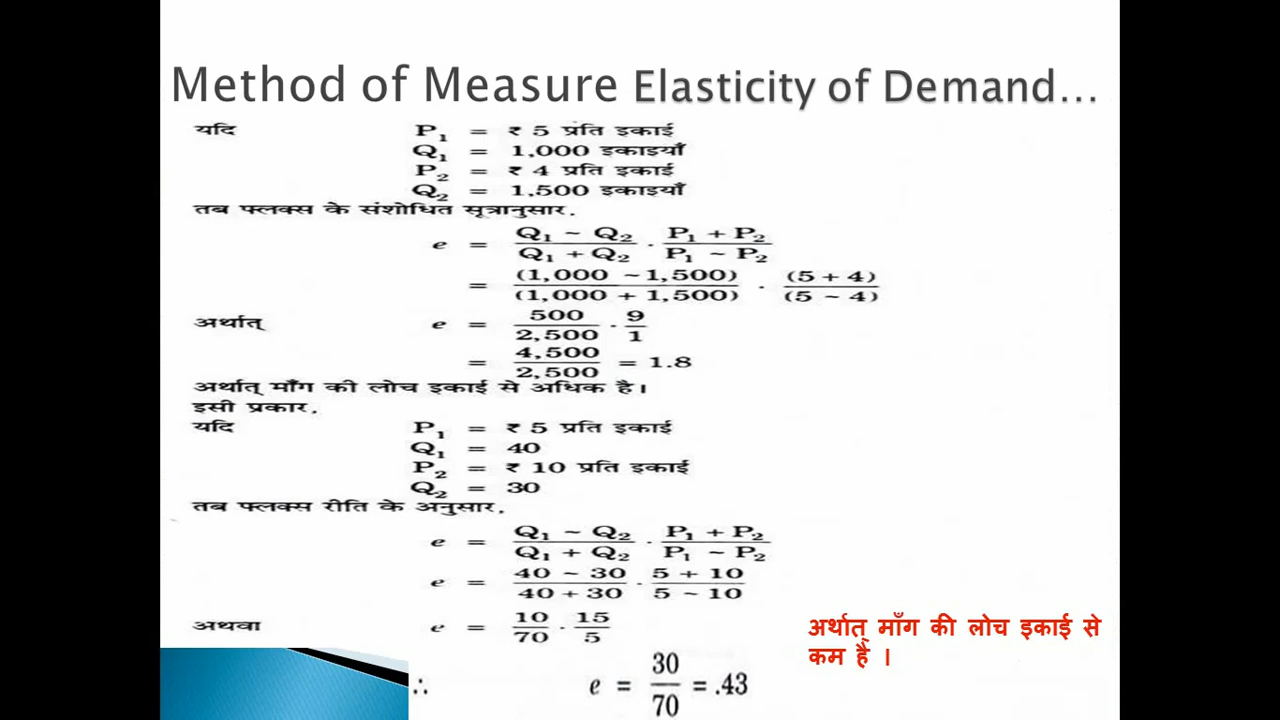 Method of Measure Elasticity of Demand...
यदि P₁ = ₹ 5 प्रति इकाई
Q₁ = 1,000 इकाइयाँ
P₂ = ₹ 4 प्रति इकाई
Q₂ = 1,500 इकाइयाँ
तब फ्लक्स के संशोधित सूत्रानुसार,
e = (Q₁ ~ Q₂)/(Q₁ + Q₂) · (P₁ + P₂)/(P₁ ~ P₂)
= (1,000 ~ 1,500)/(1,000 + 1,500) · (5 + 4)/(5 ~ 4)
अर्थात् e = 500/2,500 · 9/1
= 4,500/2,500 = 1.8
अर्थात् माँग की लोच इकाई से अधिक है।
इसी प्रकार,
यदि P₁ = ₹ 5 प्रति इकाई
Q₁ = 40
P₂ = ₹ 10 प्रति इकाई
Q₂ = 30
तब फ्लक्स रीति के अनुसार,
e = (Q₁ ~ Q₂)/(Q₁ + Q₂) · (P₁ + P₂)/(P₁ ~ P₂)
e = (40 ~ 30)/(40 + 30) · (5 + 10)/(5 ~ 10)
अथवा e = 10/70 · 15/5
∴ e = 30/70 = .43
अर्थात् माँग की लोच इकाई से
कम है ।